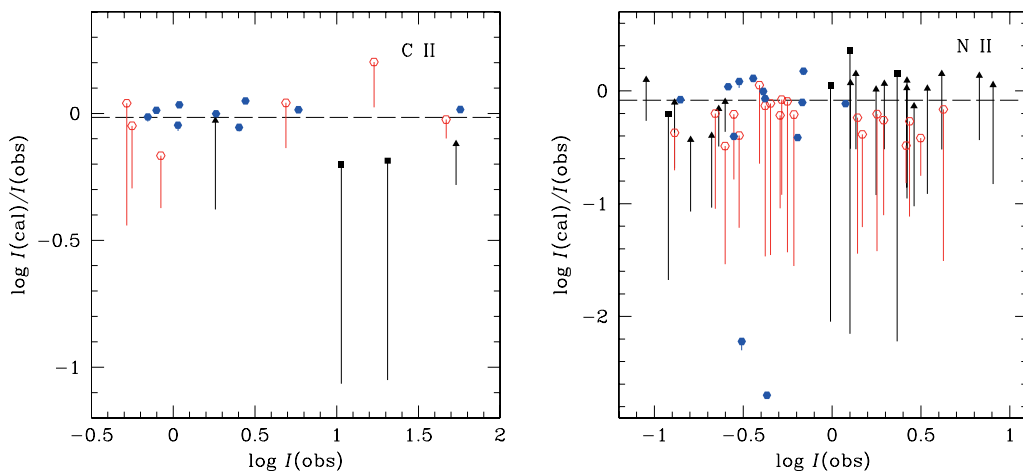 C II
log I(cal)/I(obs)
0
−0.5
−1
−0.5 0 0.5 1 1.5 2
log I(obs)
N II
log I(cal)/I(obs)
0
−1
−2
−1 −0.5 0 0.5 1
log I(obs)